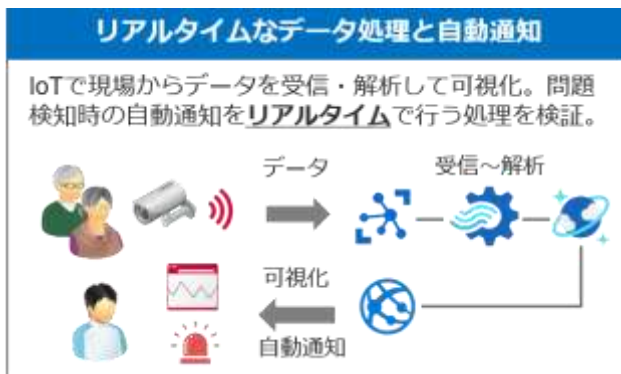 リアルタイムなデータ処理と自動通知
IoTで現場からデータを受信・解析して可視化。問題
検知時の自動通知をリアルタイムで行う処理を検証。
データ
受信～解析
可視化
自動通知